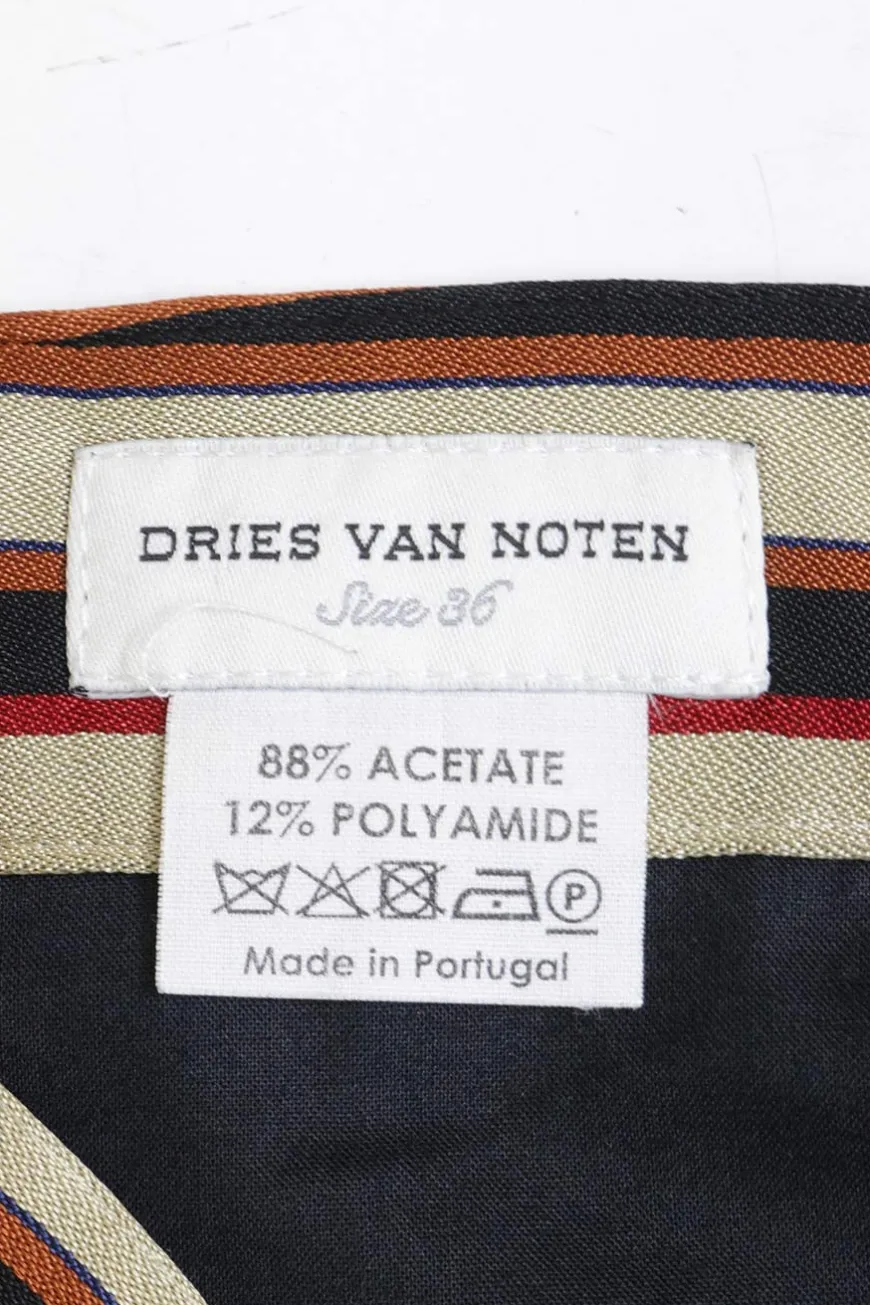 DRIES VAN NOTEN
Size 36
88% ACETATE
12% POLYAMIDE
P
Made in Portugal